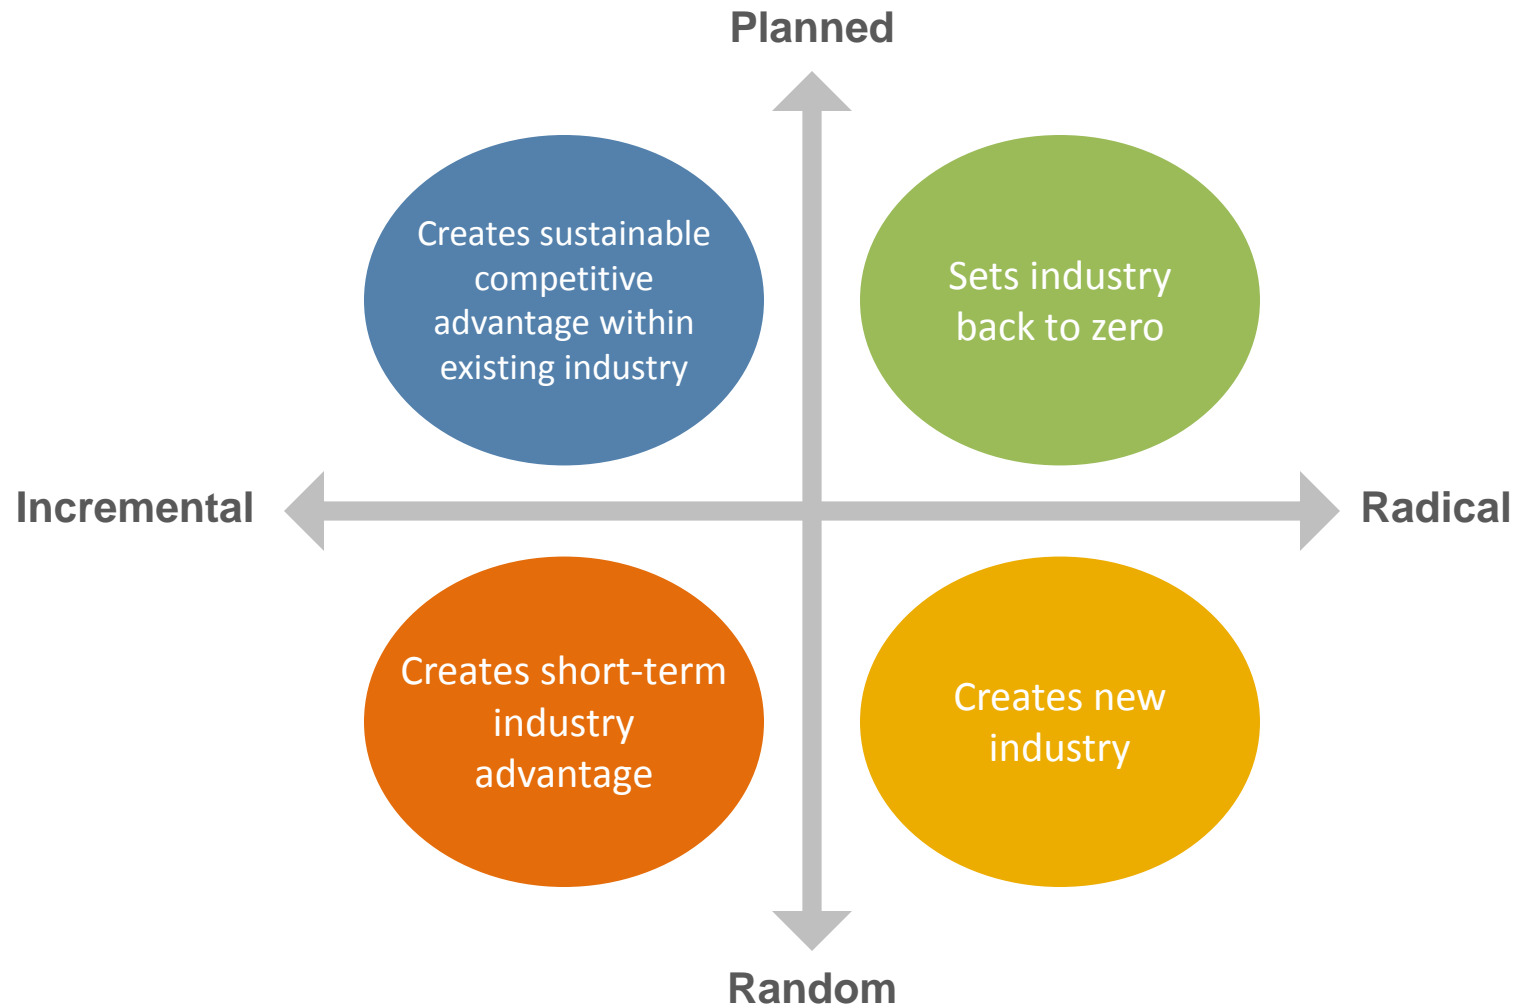 Planned
Creates sustainable
competitive
advantage within
existing industry
Sets industry
back to zero
Incremental
Radical
Creates short-term
industry
advantage
Creates new
industry
Random